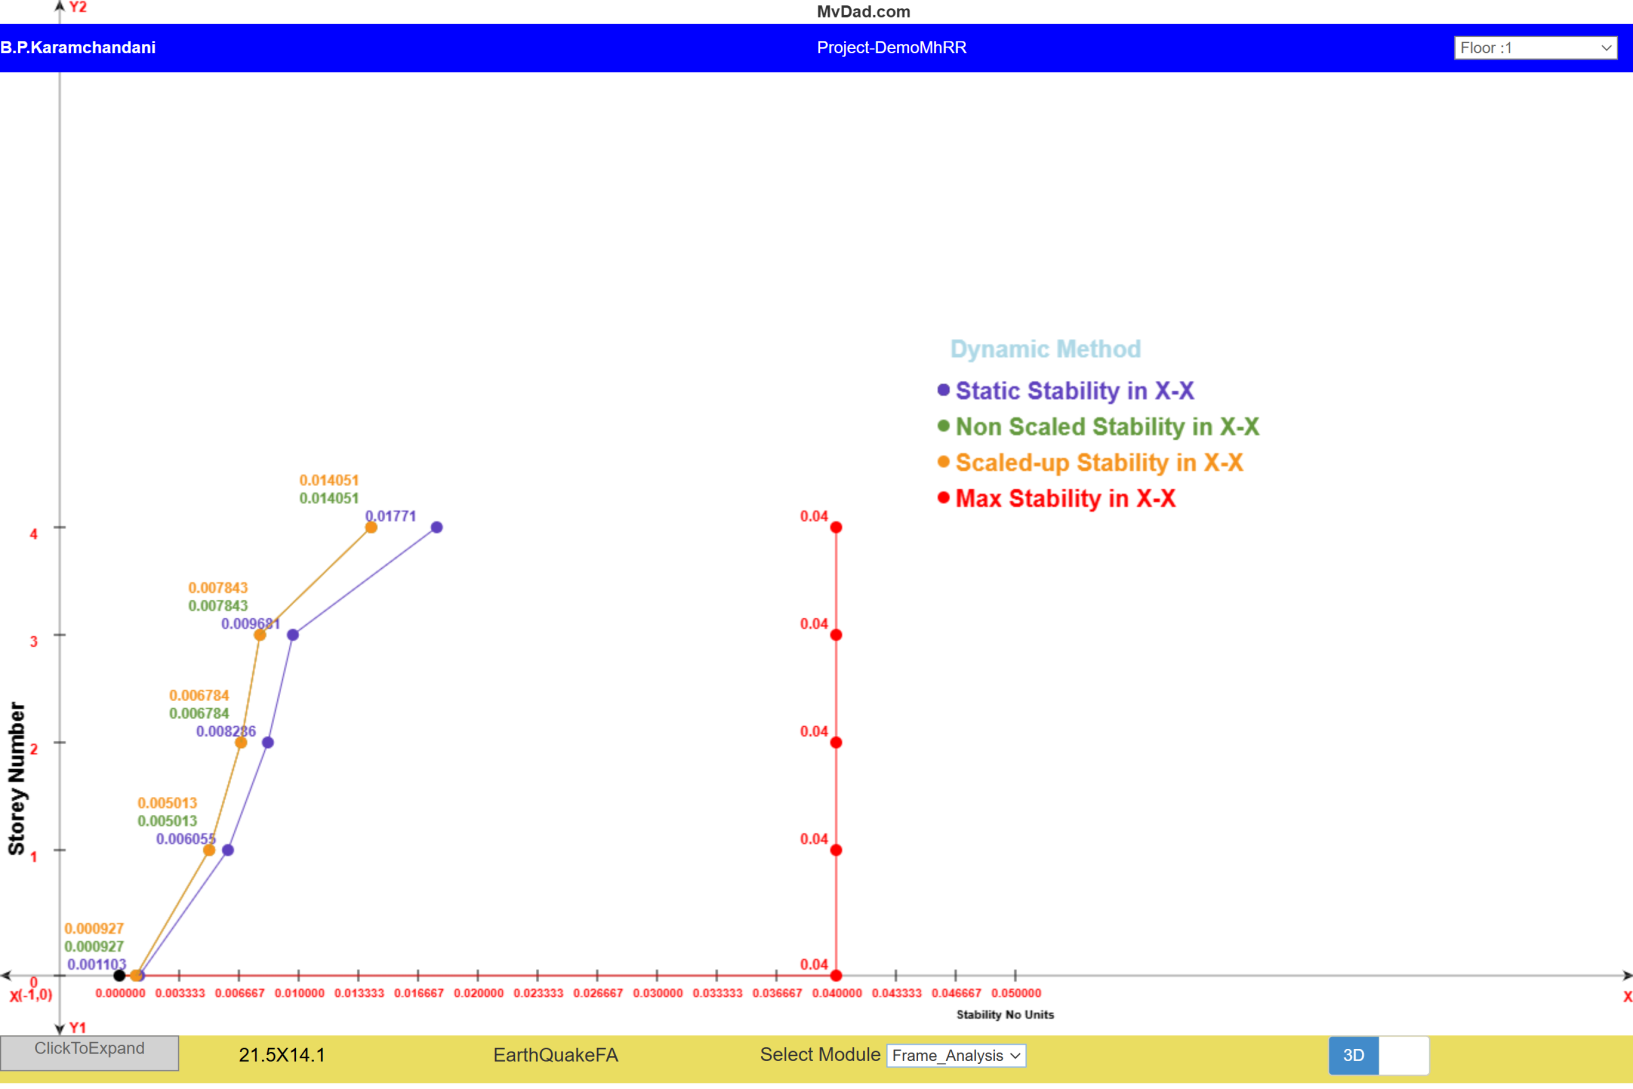 Y2
MvDad.com
B.P.Karamchandani
Project-DemoMhRR
Floor :1
Dynamic Method
Static Stability in X-X
Non Scaled Stability in X-X
Scaled-up Stability in X-X
Max Stability in X-X
0.014051
0.014051
0.01771
0.04
4
0.007843
0.007843
0.009681
0.04
3
0.006784
0.006784
0.008286
0.04
2
Storey Number
0.005013
0.005013
0.006055
0.04
1
0.000927
0.000927
0.001103
0.04
0
X(-1,0)
0.000000 0.003333 0.006667 0.010000 0.013333 0.016667 0.020000 0.023333 0.026667 0.030000 0.033333 0.036667 0.040000 0.043333 0.046667 0.050000
X
Stability No Units
Y1
ClickToExpand
21.5X14.1
EarthQuakeFA
Select Module Frame_Analysis
3D